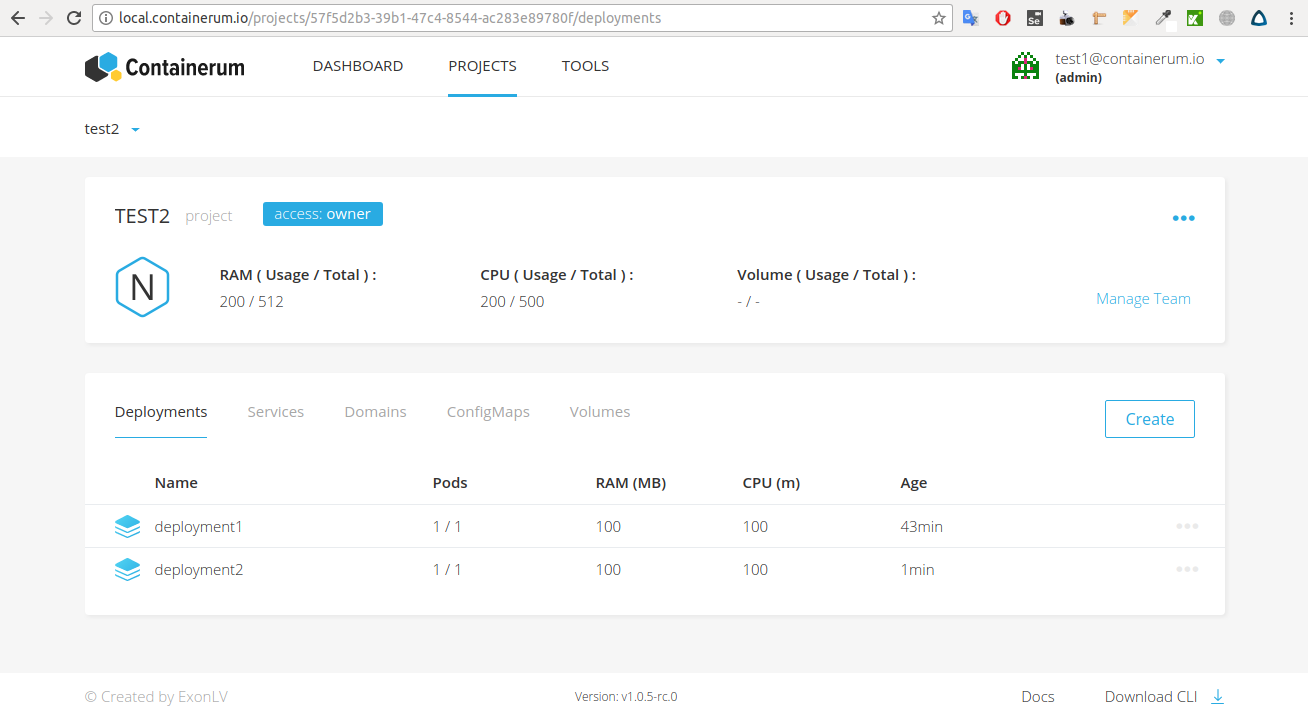 local.containerum.io/projects/57f5d2b3-39b1-47c4-8544-ac283e89780f/deployments
Se
Containerum DASHBOARD PROJECTS TOOLS test1@containerum.io
(admin)
test2
TEST2 project access: owner
N
RAM ( Usage / Total ) : CPU ( Usage / Total ) : Volume ( Usage / Total ) :
200 / 512 200 / 500 - / -
Manage Team
Deployments Services Domains ConfigMaps Volumes Create
Name Pods RAM (MB) CPU (m) Age
deployment1 1 / 1 100 100 43min
deployment2 1 / 1 100 100 1min
© Created by ExonLV Version: v1.0.5-rc.0 Docs Download CLI